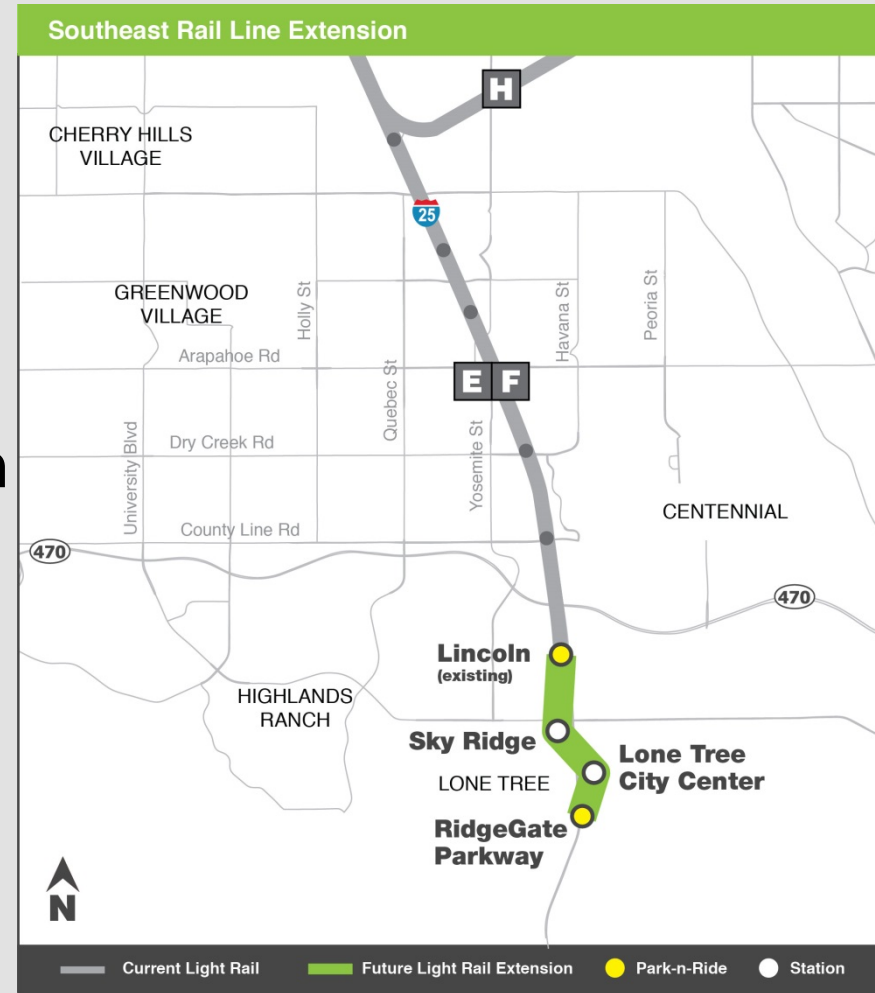 Southeast Rail Line Extension
H
CHERRY HILLS
VILLAGE
25
GREENWOOD
VILLAGE
Holly St
Havana St
Peoria St
Arapahoe Rd
Quebec St
E F
University Blvd
Dry Creek Rd
Yosemite St
CENTENNIAL
County Line Rd
470
470
Lincoln
(existing)
HIGHLANDS
RANCH
Sky Ridge
Lone Tree
City Center
LONE TREE
RidgeGate
Parkway
N
Current Light Rail
Future Light Rail Extension
Park-n-Ride
Station